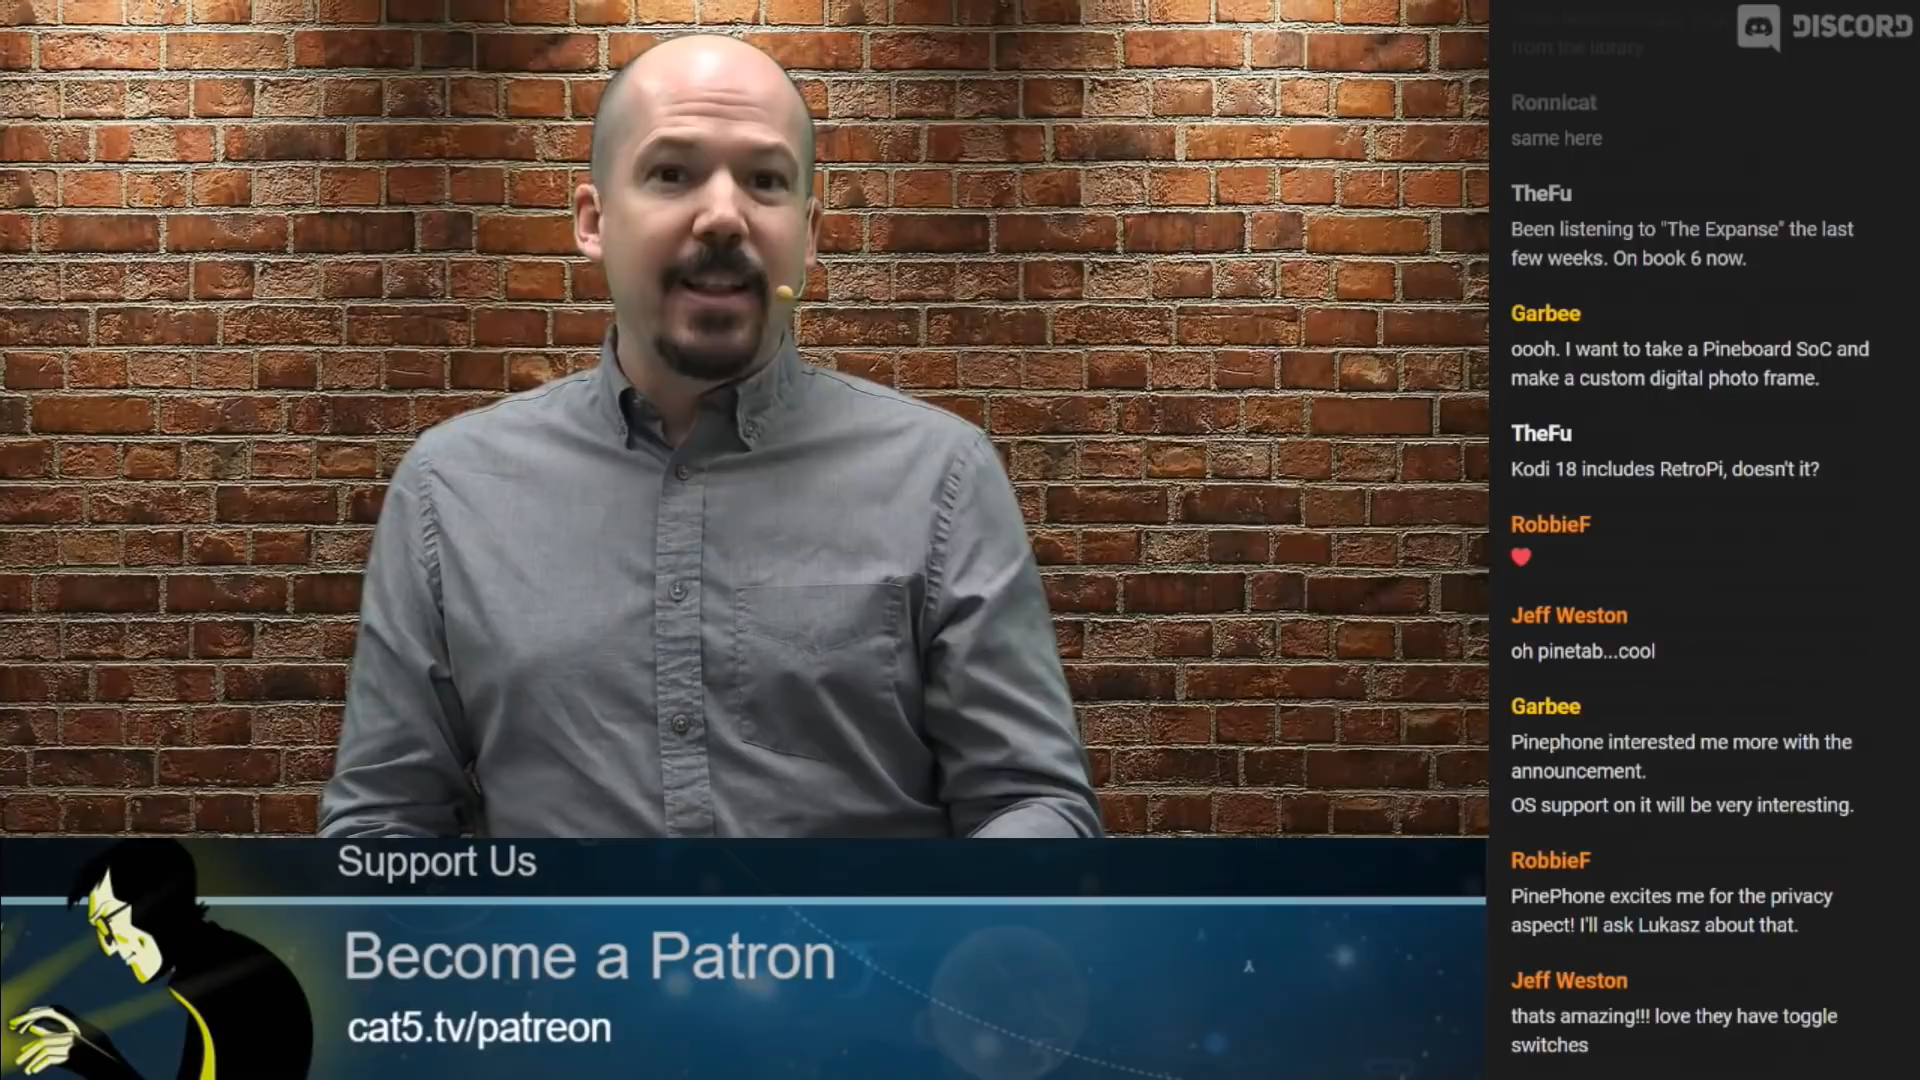 DISCORD
from the library
Ronnicat
same here
TheFu
Been listening to "The Expanse" the last
few weeks. On book 6 now.
Garbee
oooh. I want to take a Pineboard SoC and
make a custom digital photo frame.
TheFu
Kodi 18 includes RetroPi, doesn't it?
RobbieF
Jeff Weston
oh pinetab...cool
Garbee
Pinephone interested me more with the
announcement.
OS support on it will be very interesting.
RobbieF
PinePhone excites me for the privacy
aspect! I'll ask Lukasz about that.
Jeff Weston
thats amazing!!! love they have toggle
switches
Support Us
Become a Patron
cat5.tv/patreon